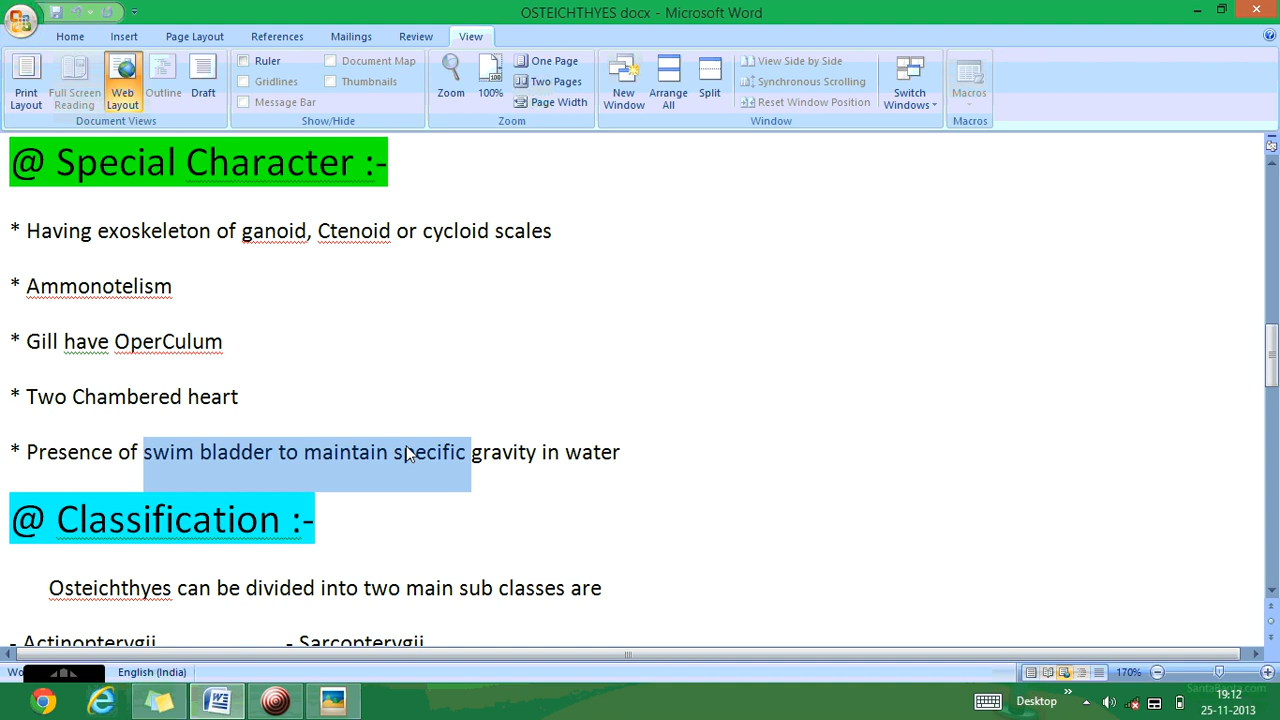 OSTEICHTHYES docx - Microsoft Word
Home Insert Page Layout References Mailings Review View
Print Layout
Full Screen Reading
Web Layout
Outline
Draft
Document Views
Ruler
Gridlines
Message Bar
Document Map
Thumbnails
Show/Hide
Zoom
100%
One Page
Two Pages
Page Width
Zoom
New Window
Arrange All
Split
View Side by Side
Synchronous Scrolling
Reset Window Position
Window
Switch Windows
Macros
Macros
@ Special Character :-
* Having exoskeleton of ganoid, Ctenoid or cycloid scales
* Ammonotelism
* Gill have OperCulum
* Two Chambered heart
* Presence of swim bladder to maintain specific gravity in water
@ Classification :-
Osteichthyes can be divided into two main sub classes are
- Actinopterygii - Sarcopterygii
English (India)
170%
Desktop
19:12
25-11-2013